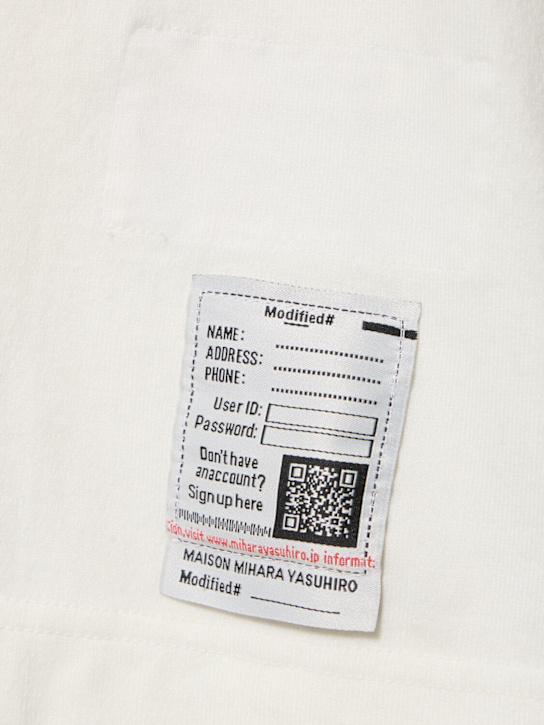 Modified#
NAME:
ADDRESS:
PHONE:
User ID:
Password:
Don't have
anaccount?
Sign up here
tion,visit www.miharayasuhiro.jp informat
MAISON MIHARA YASUHIRO
Modified#